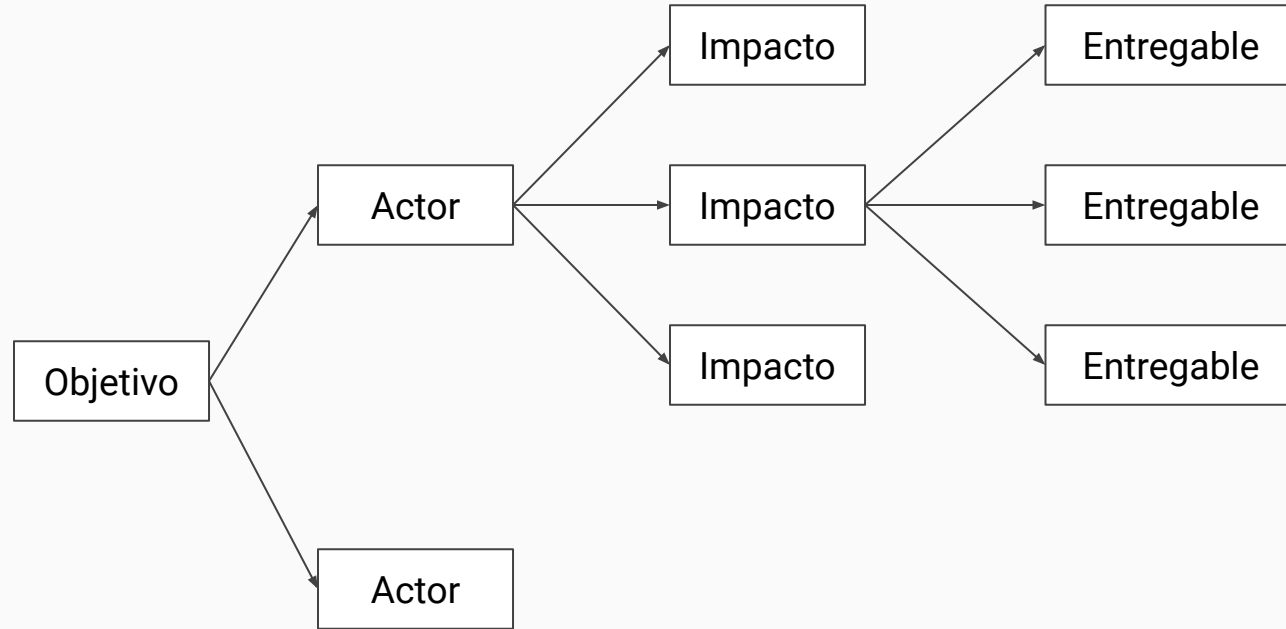 Impacto
Entregable
Actor
Impacto
Entregable
Objetivo
Impacto
Entregable
Actor